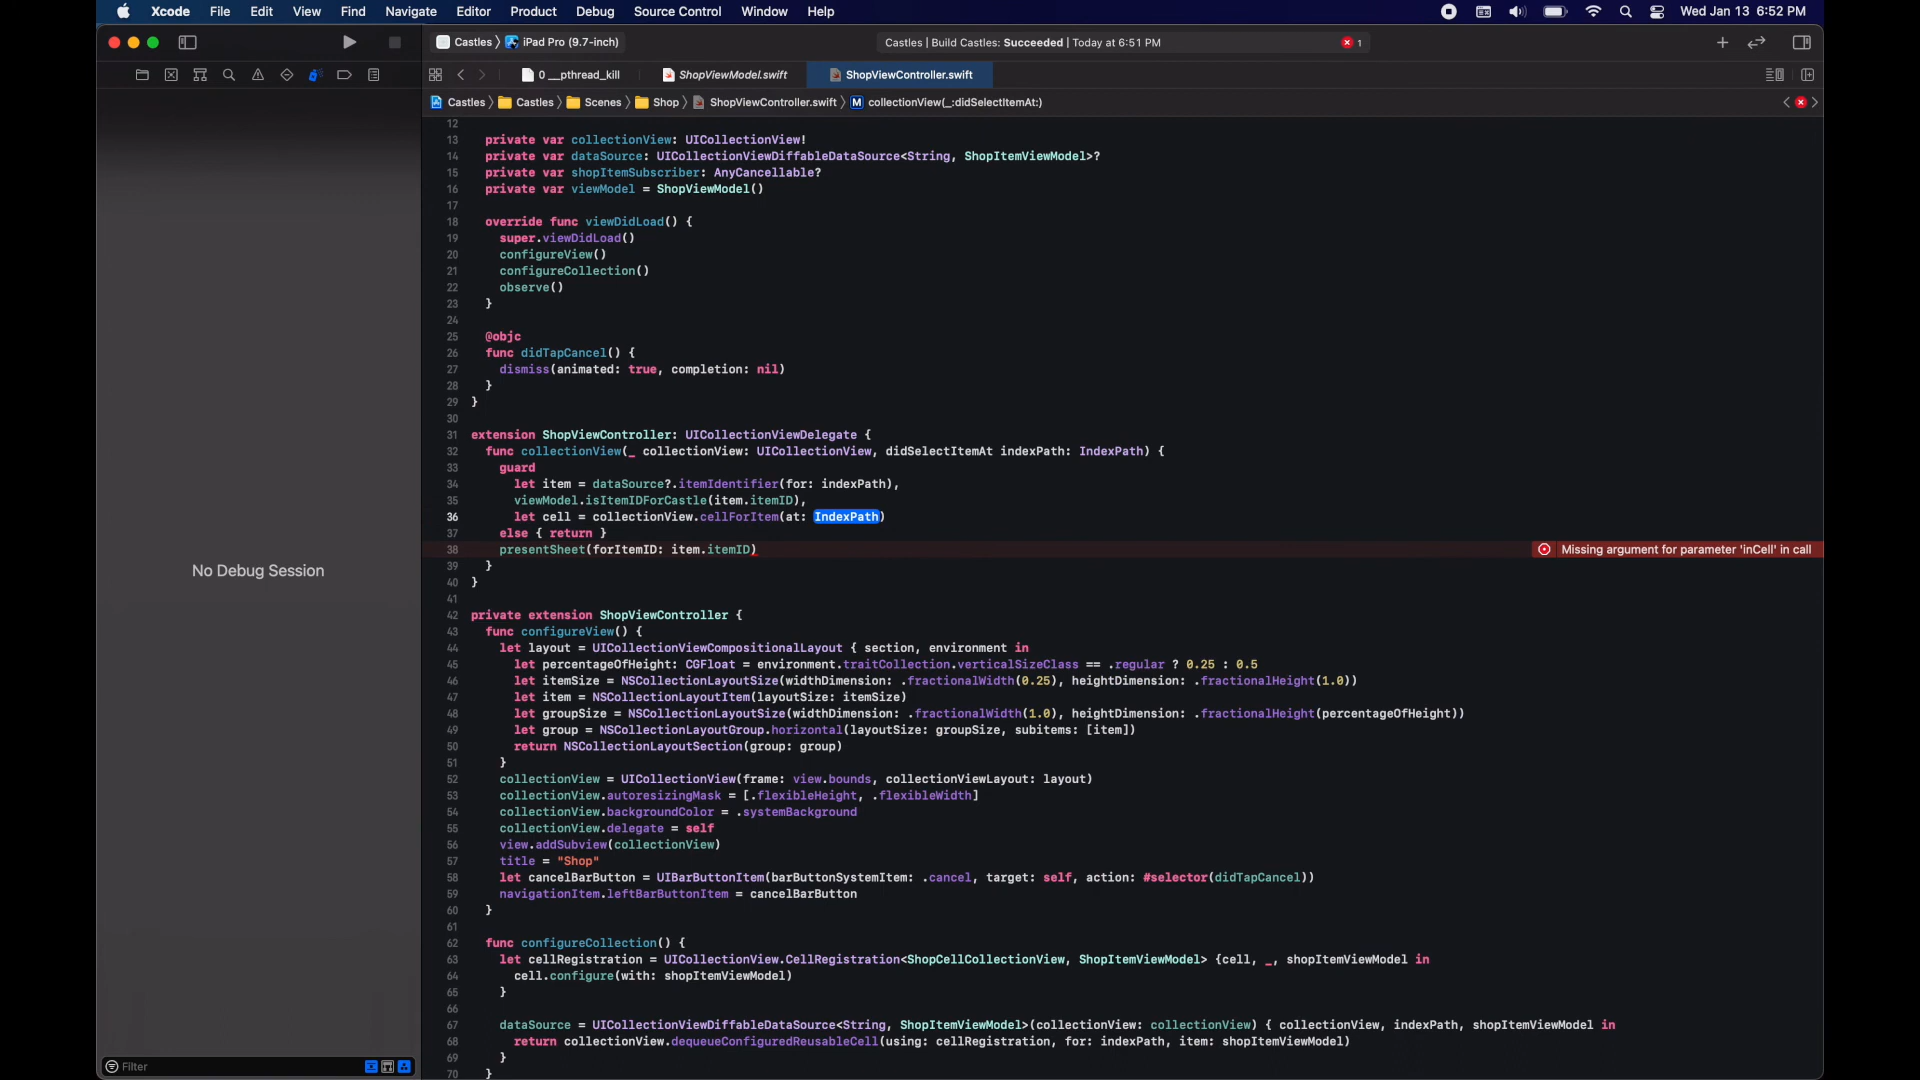 Xcode File Edit View Find Navigate Editor Product Debug Source Control Window Help Wed Jan 13 6:52 PM
Castles 〉 iPad Pro (9.7-inch) Castles | Build Castles: Succeeded | Today at 6:51 PM 1
0 __pthread_kill ShopViewModel.swift ShopViewController.swift
Castles 〉 Castles 〉 Scenes 〉 Shop 〉 ShopViewController.swift 〉 M collectionView(_:didSelectItemAt:)
12
13 private var collectionView: UICollectionView!
14 private var dataSource: UICollectionViewDiffableDataSource<String, ShopItemViewModel>?
15 private var shopItemSubscriber: AnyCancellable?
16 private var viewModel = ShopViewModel()
17
18 override func viewDidLoad() {
19 super.viewDidLoad()
20 configureView()
21 configureCollection()
22 observe()
23 }
24
25 @objc
26 func didTapCancel() {
27 dismiss(animated: true, completion: nil)
28 }
29 }
30
31 extension ShopViewController: UICollectionViewDelegate {
32 func collectionView(_ collectionView: UICollectionView, didSelectItemAt indexPath: IndexPath) {
33 guard
34 let item = dataSource?.itemIdentifier(for: indexPath),
35 viewModel.isItemIDForCastle(item.itemID),
36 let cell = collectionView.cellForItem(at: IndexPath)
37 else { return }
38 presentSheet(forItemID: item.itemID) Missing argument for parameter 'inCell' in call
39 }
40 }
41
42 private extension ShopViewController {
43 func configureView() {
44 let layout = UICollectionViewCompositionalLayout { section, environment in
45 let percentageOfHeight: CGFloat = environment.traitCollection.verticalSizeClass == .regular ? 0.25 : 0.5
46 let itemSize = NSCollectionLayoutSize(widthDimension: .fractionalWidth(0.25), heightDimension: .fractionalHeight(1.0))
47 let item = NSCollectionLayoutItem(layoutSize: itemSize)
48 let groupSize = NSCollectionLayoutSize(widthDimension: .fractionalWidth(1.0), heightDimension: .fractionalHeight(percentageOfHeight))
49 let group = NSCollectionLayoutGroup.horizontal(layoutSize: groupSize, subitems: [item])
50 return NSCollectionLayoutSection(group: group)
51 }
52 collectionView = UICollectionView(frame: view.bounds, collectionViewLayout: layout)
53 collectionView.autoresizingMask = [.flexibleHeight, .flexibleWidth]
54 collectionView.backgroundColor = .systemBackground
55 collectionView.delegate = self
56 view.addSubview(collectionView)
57 title = "Shop"
58 let cancelBarButton = UIBarButtonItem(barButtonSystemItem: .cancel, target: self, action: #selector(didTapCancel))
59 navigationItem.leftBarButtonItem = cancelBarButton
60 }
61
62 func configureCollection() {
63 let cellRegistration = UICollectionView.CellRegistration<ShopCellCollectionView, ShopItemViewModel> {cell, _, shopItemViewModel in
64 cell.configure(with: shopItemViewModel)
65 }
66
67 dataSource = UICollectionViewDiffableDataSource<String, ShopItemViewModel>(collectionView: collectionView) { collectionView, indexPath, shopItemViewModel in
68 return collectionView.dequeueConfiguredReusableCell(using: cellRegistration, for: indexPath, item: shopItemViewModel)
69 }
70 }
No Debug Session
Filter